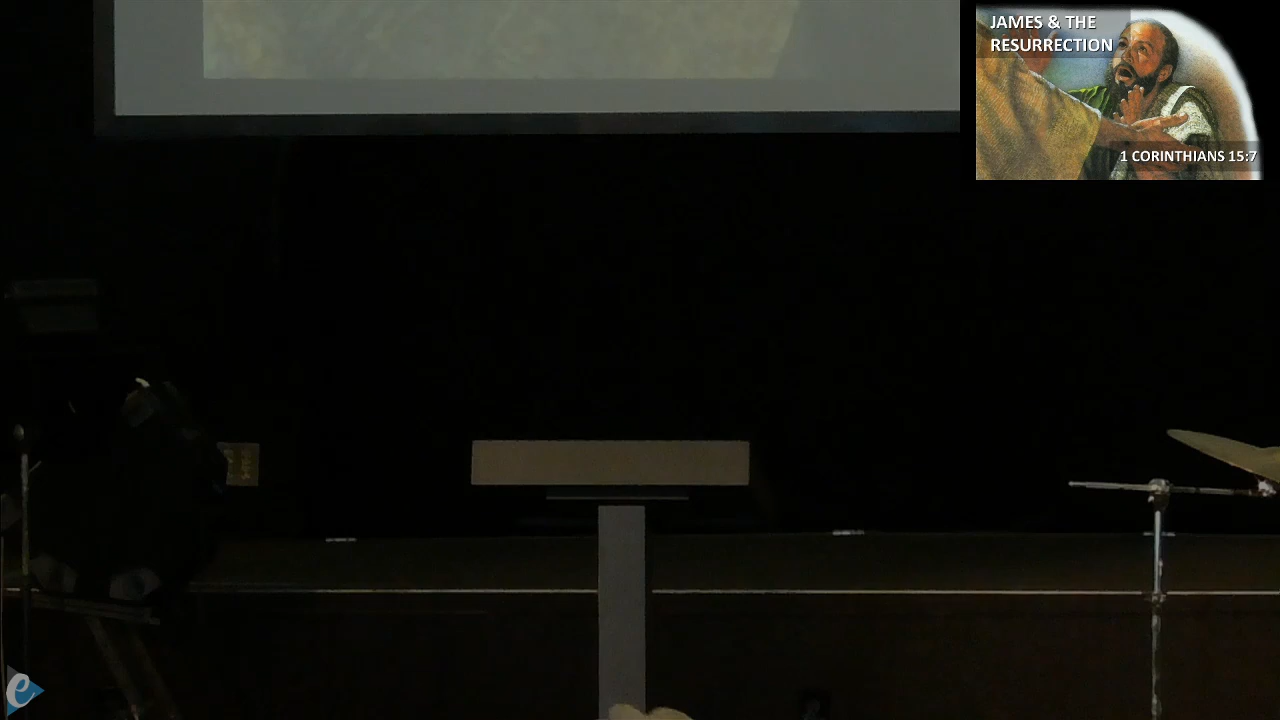 JAMES & THE
RESURRECTION
1 CORINTHIANS 15:7
e